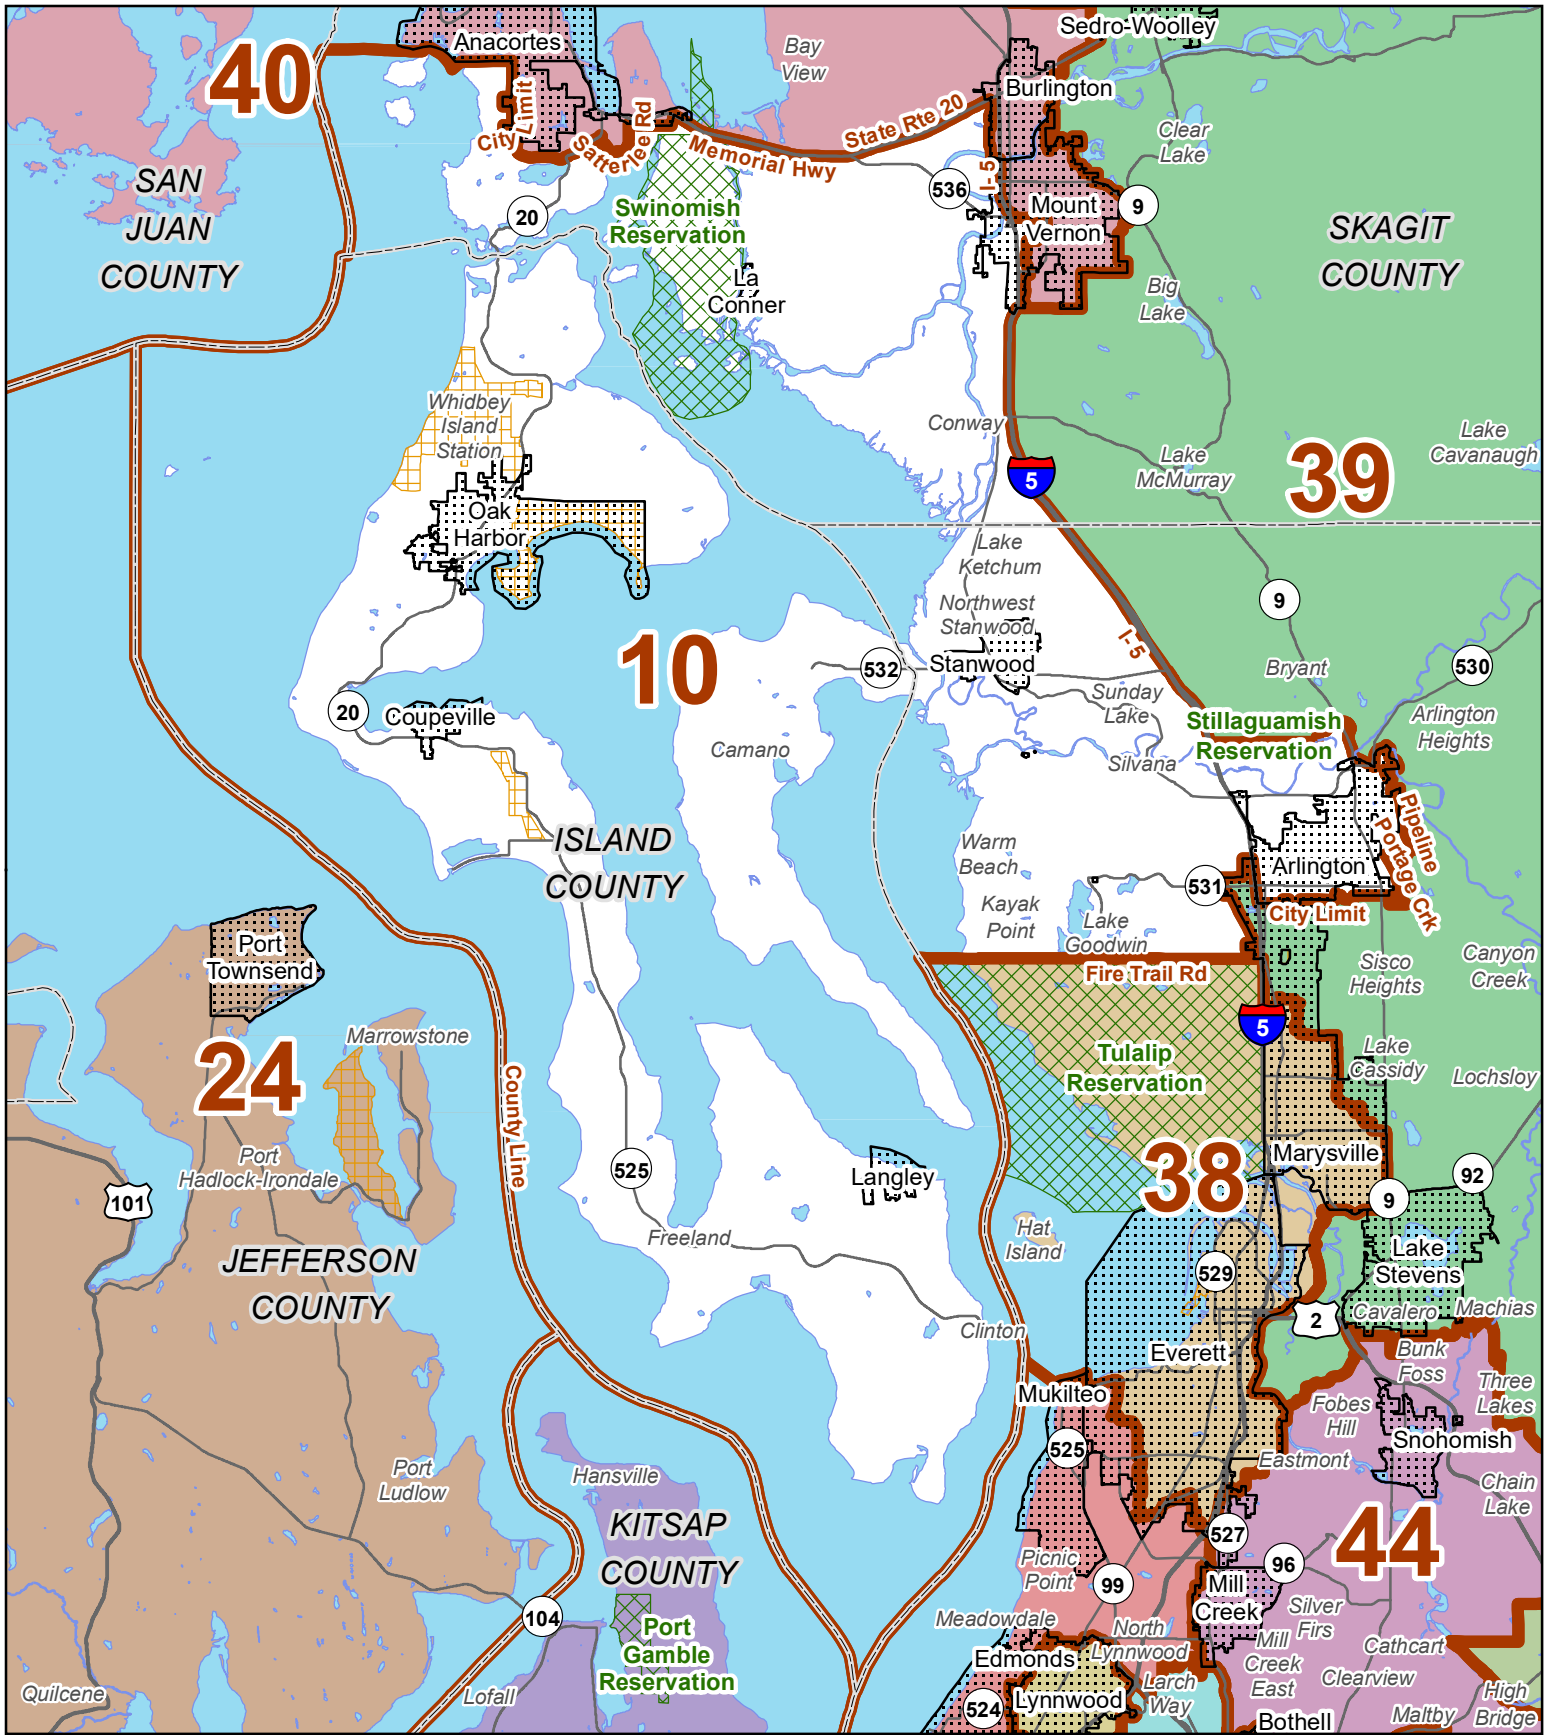 Anacortes
Sedro-Woolley
Bay
View
40
Burlington
City
Limit
Satterlee Rd
State Rte 20
Memorial Hwy
Clear
Lake
SAN
JUAN
COUNTY
536
I- 5
20
Swinomish
Reservation
Mount
Vernon
9
SKAGIT
COUNTY
La
Conner
Big
Lake
Whidbey
Island
Station
Conway
Lake
McMurray
39
Lake
Cavanaugh
5
Oak
Harbor
Lake
Ketchum
Northwest
Stanwood
9
I- 5
10
532
Stanwood
Bryant
530
20
Coupeville
Camano
Sunday
Lake
Stillaguamish
Reservation
Arlington
Heights
Silvana
ISLAND
COUNTY
Warm
Beach
Pipeline
Portage Crk
Arlington
531
Kayak
Point
Lake
Goodwin
City Limit
Port
Townsend
Fire Trail Rd
Sisco
Heights
Canyon
Creek
5
Marrowstone
24
Tulalip
Reservation
Lake
Cassidy
Lochsloy
County Line
Port
Hadlock-Irondale
101
525
Langley
38
Marysville
92
9
Freeland
Hat
Island
JEFFERSON
COUNTY
529
Lake
Stevens
Clinton
2
Cavalero
Machias
Everett
Bunk
Foss
Mukilteo
Three
Lakes
Fobes
Hill
525
Snohomish
Eastmont
Port
Ludlow
Hansville
Chain
Lake
KITSAP
COUNTY
527
44
Picnic
Point
96
99
Mill
Creek
104
Port
Gamble
Reservation
Meadowdale
North
Lynnwood
Silver
Firs
Mill
Creek
East
Cathcart
Edmonds
Clearview
Quilcene
Lofall
524
Lynnwood
Larch
Way
Bothell
Maltby
High
Bridge